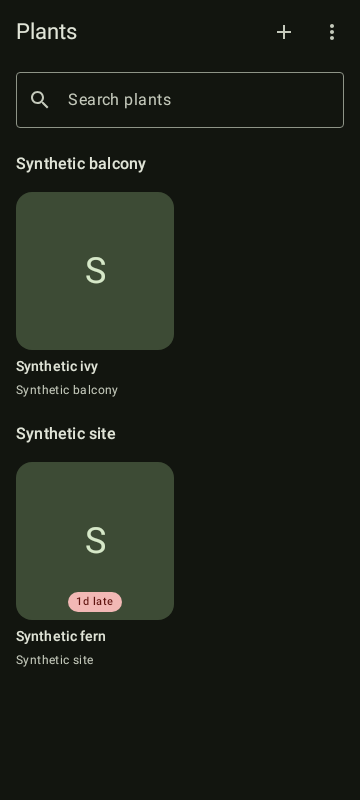 Plants
Search plants
Synthetic balcony
S
Synthetic ivy
Synthetic balcony
Synthetic site
S
1d late
Synthetic fern
Synthetic site